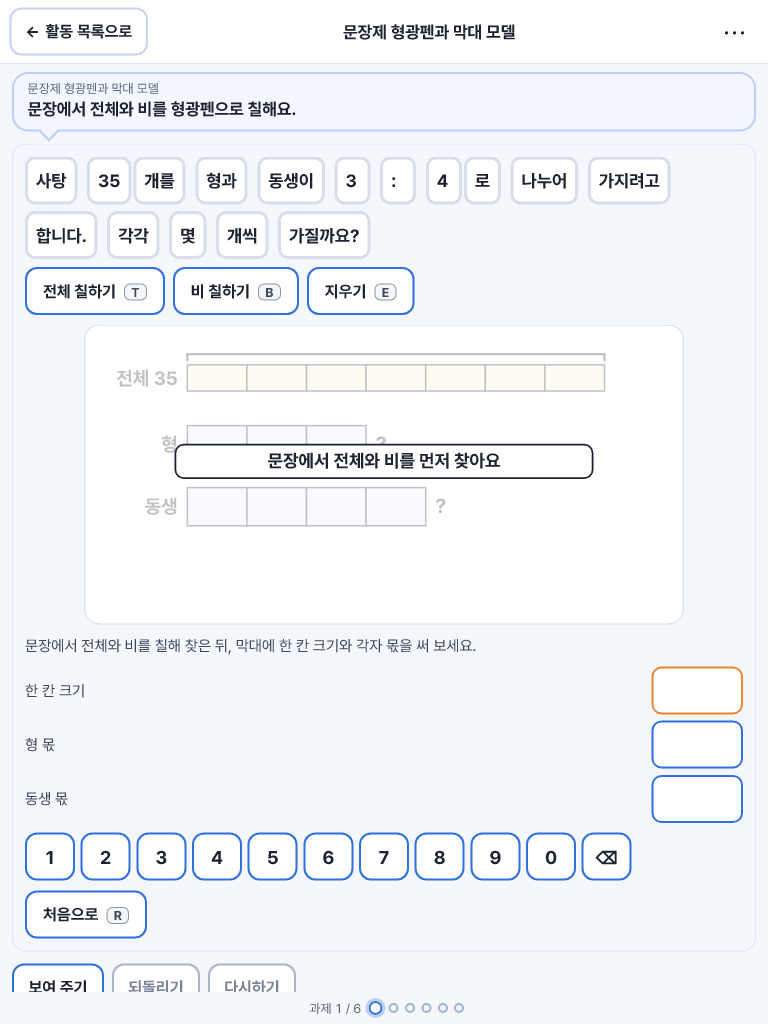 ← 활동 목록으로
문장제 형광펜과 막대 모델
...
문장제 형광펜과 막대 모델
문장에서 전체와 비를 형광펜으로 칠해요.
사탕 35 개를 형과 동생이 3 : 4 로 나누어 가지려고
합니다. 각각 몇 개씩 가질까요?
전체 칠하기 T 비 칠하기 B 지우기 E
전체 35
형 ?
문장에서 전체와 비를 먼저 찾아요
동생 ?
문장에서 전체와 비를 칠해 찾은 뒤, 막대에 한 칸 크기와 각자 몫을 써 보세요.
한 칸 크기
형 몫
동생 몫
1 2 3 4 5 6 7 8 9 0 ⌫
처음으로 R
보여 주기 되돌리기 다시하기
과제 1 / 6